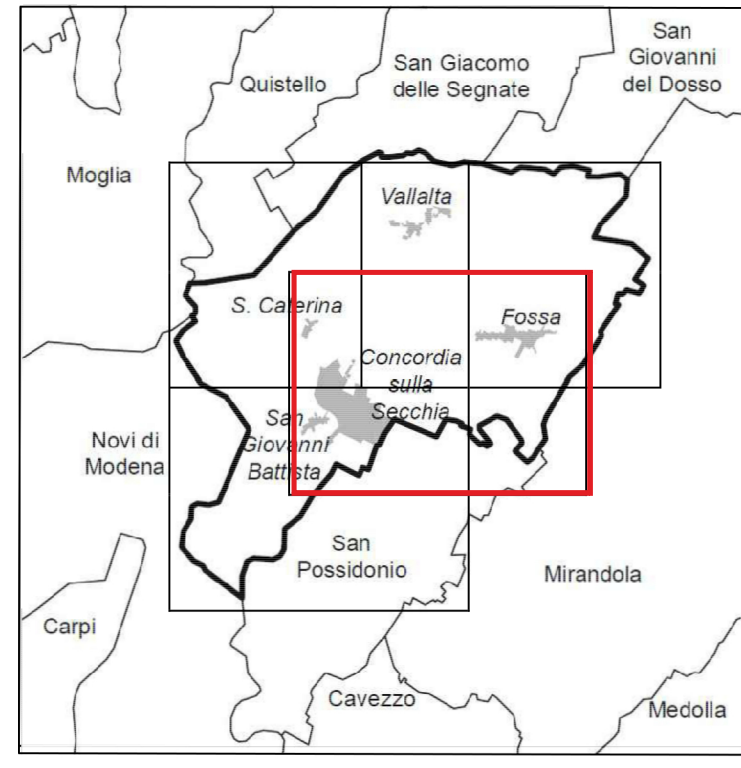 San
Giovanni
del Dosso
San Giacomo
delle Segnate
Quistello
Moglia
Vallalta
S. Caterina
Fossa
Concordia
sulla
Secchia
San
Giovanni
Battista
Novi di
Modena
San
Possidonio
Mirandola
Carpi
Cavezzo
Medolla